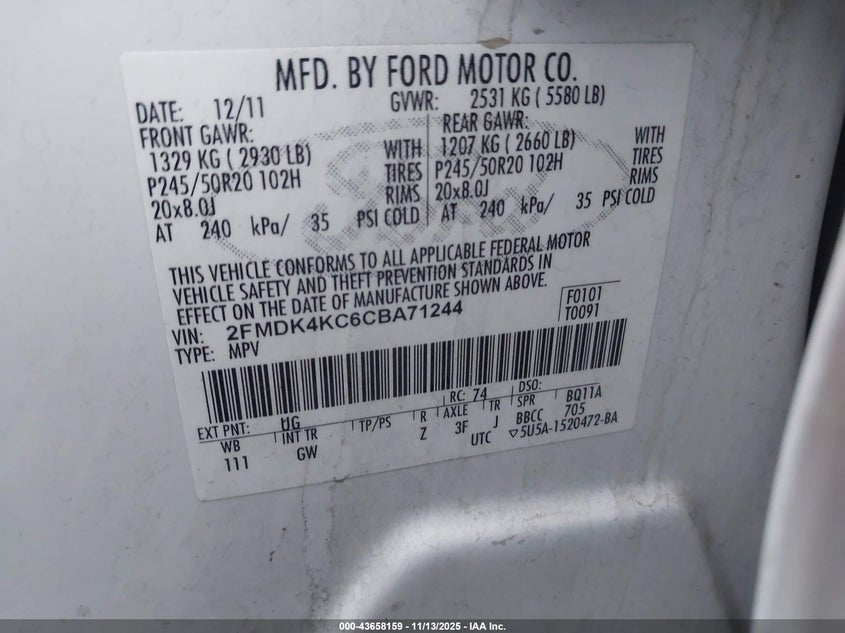 MFD. BY FORD MOTOR CO.
DATE: 12/11 GVWR: 2531 KG ( 5580 LB)
FRONT GAWR: REAR GAWR:
1329 KG ( 2930 LB) WITH 1207 KG ( 2660 LB) WITH
P245/50R20 102H TIRES P245/50R20 102H TIRES
20x8.0J RIMS 20x8.0J RIMS
AT 240 kPa/ 35 PSI COLD AT 240 kPa/ 35 PSI COLD
THIS VEHICLE CONFORMS TO ALL APPLICABLE FEDERAL MOTOR
VEHICLE SAFETY AND THEFT PREVENTION STANDARDS IN
EFFECT ON THE DATE OF MANUFACTURE SHOWN ABOVE.
VIN: 2FMDK4KC6CBA71244 F0101
TYPE: MPV T0091
EXT PNT: UG RC: 74 DSO:
WB INT TR TP/PS R AXLE TR SPR BQ11A
111 GW Z 3F J BBCC 705
UTC ▽5U5A-1520472-BA
000-43658159 - 11/13/2025 - IAA Inc.